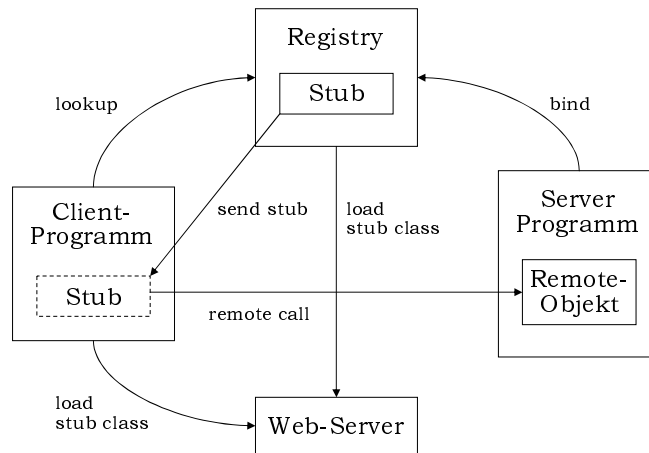 Registry
Stub
lookup
bind
Client-
Programm
send stub
load
stub class
Server
Programm
Stub
Remote-
Objekt
remote call
load
stub class
Web-Server